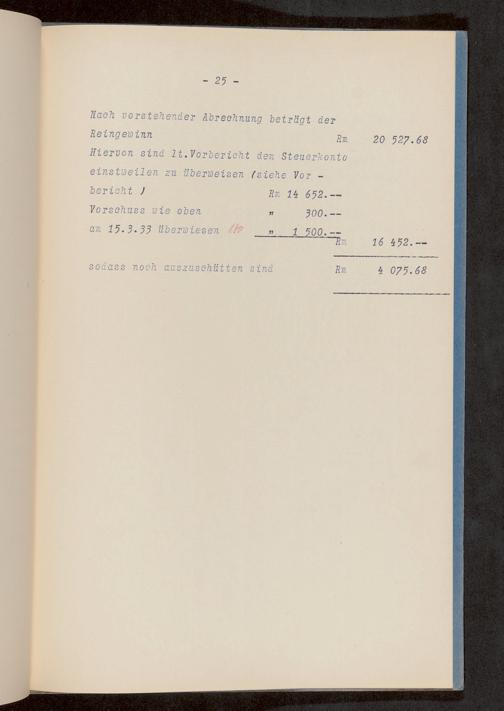 - 25 -
Nach vorstehender Abrechnung beträgt der
Reingewinn Rm 20 527.68
Hiervon sind lt.Vorbericht dem Steuerkonto
einstweilen zu überweisen (siehe Vor -
bericht ) Rm 14 652.--
Vorschuss wie oben " 300.--
am 15.3.33 überwiesen " 1 500.--
Rm 16 452.--
sodass noch auszuschütten sind Rm 4 075.68